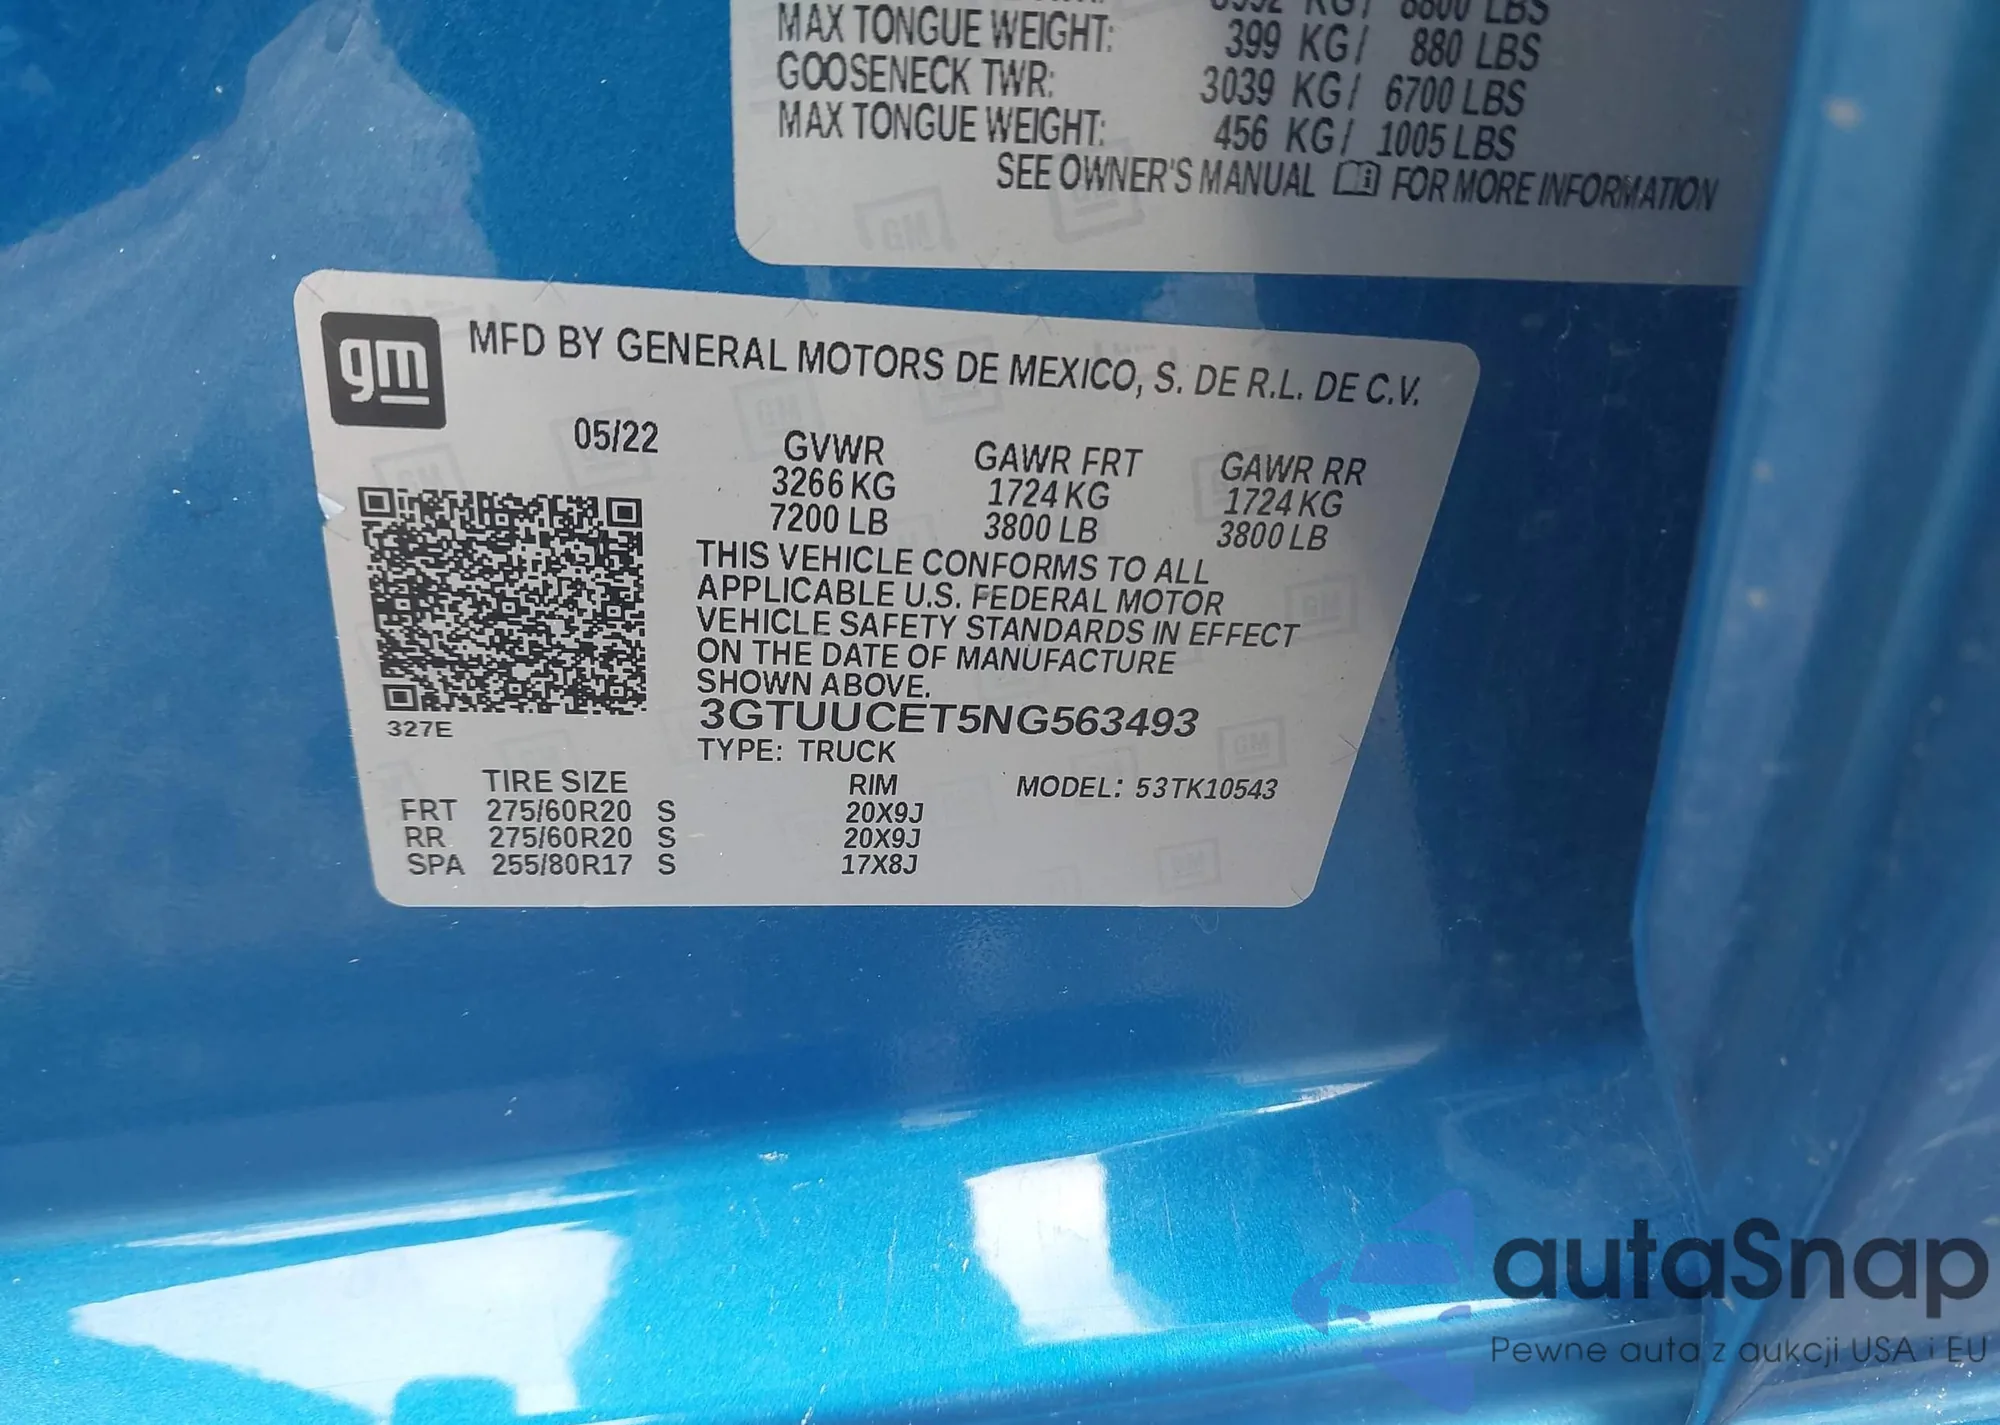 3992 KG/ 8800 LBS
MAX TONGUE WEIGHT: 399 KG/ 880 LBS
GOOSENECK TWR: 3039 KG/ 6700 LBS
MAX TONGUE WEIGHT: 456 KG/ 1005 LBS
SEE OWNER'S MANUAL FOR MORE INFORMATION
gm
MFD BY GENERAL MOTORS DE MEXICO, S. DE R.L. DE C.V.
05/22
GVWR GAWR FRT GAWR RR
3266 KG 1724 KG 1724 KG
7200 LB 3800 LB 3800 LB
THIS VEHICLE CONFORMS TO ALL
APPLICABLE U.S. FEDERAL MOTOR
VEHICLE SAFETY STANDARDS IN EFFECT
ON THE DATE OF MANUFACTURE
SHOWN ABOVE.
327E
3GTUUCET5NG563493
TYPE: TRUCK
TIRE SIZE RIM MODEL: 53TK10543
FRT 275/60R20 S 20X9J
RR 275/60R20 S 20X9J
SPA 255/80R17 S 17X8J
autaSnap
Pewne auta z aukcji USA i EU